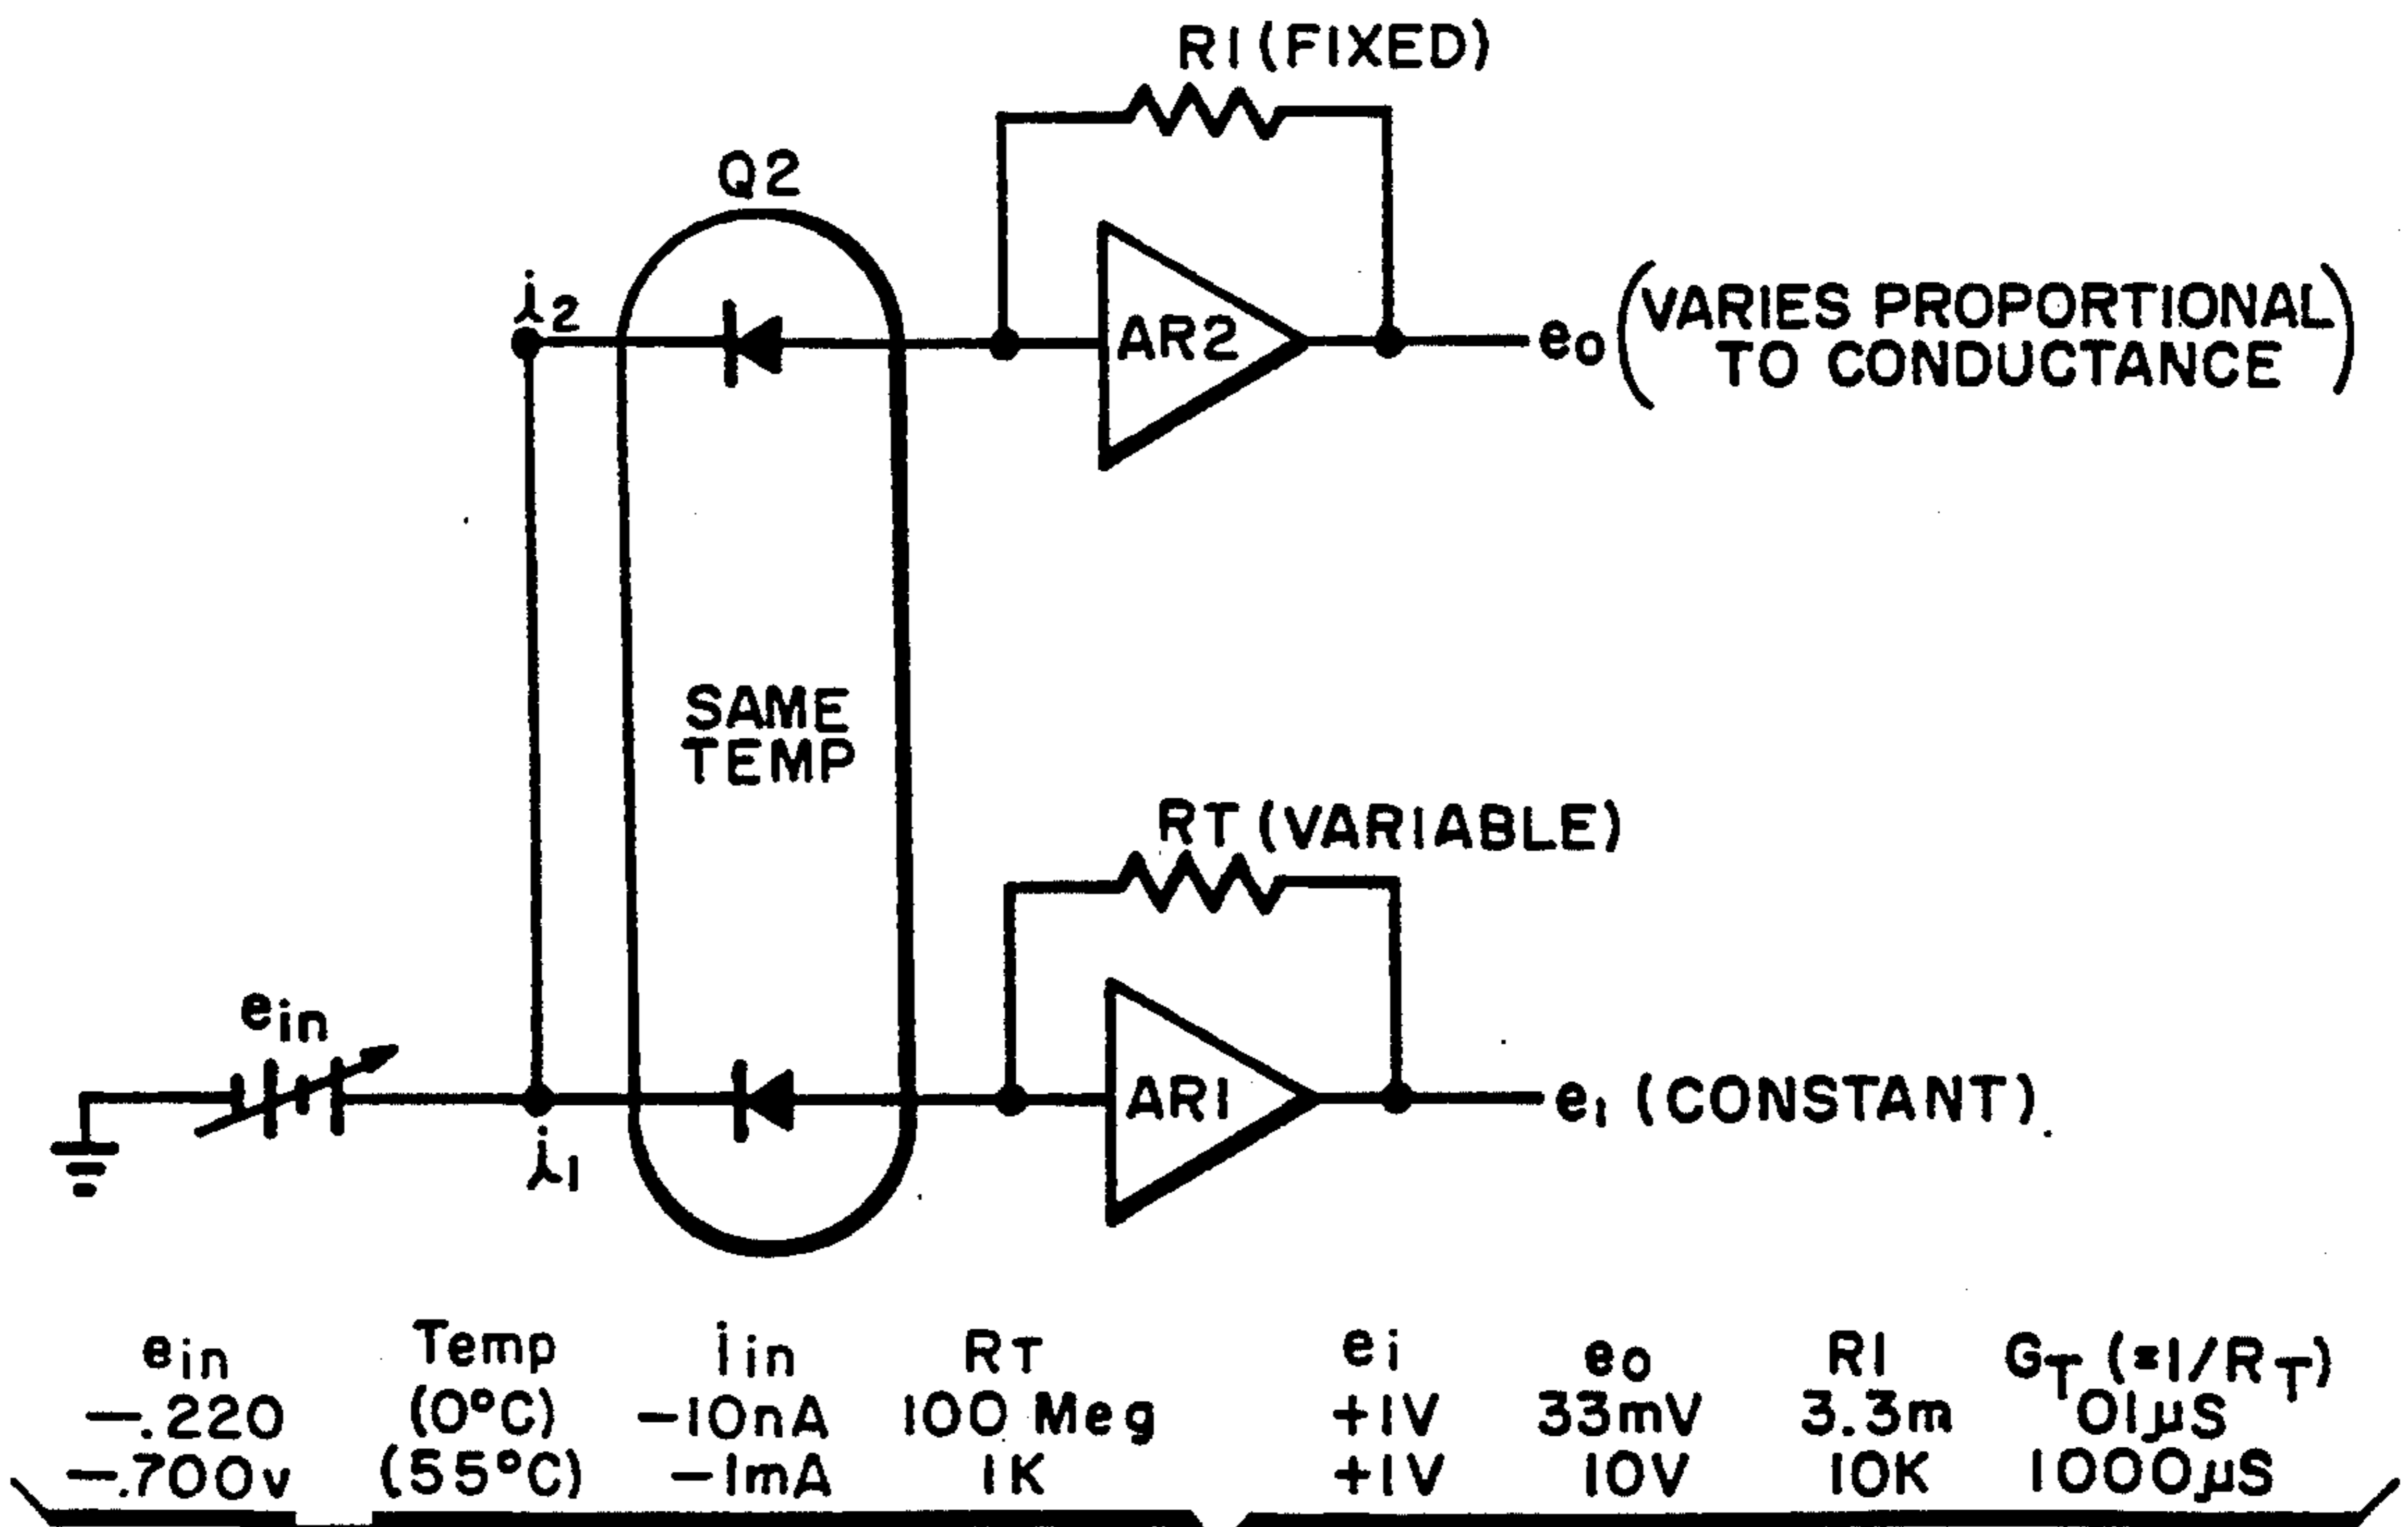 R1 (FIXED)
Q2
i2
AR2
eo (VARIES PROPORTIONAL
TO CONDUCTANCE)
SAME
TEMP
RT (VARIABLE)
ein
AR1
e1 (CONSTANT)
i1
ein Temp iin RT ei eo R1 GT (=1/RT)
-.220 (0°C) -10nA 100 Meg +1V 33mV 3.3m 01µS
-.700v (55°C) -1mA 1K +1V 10V 10K 1000µS